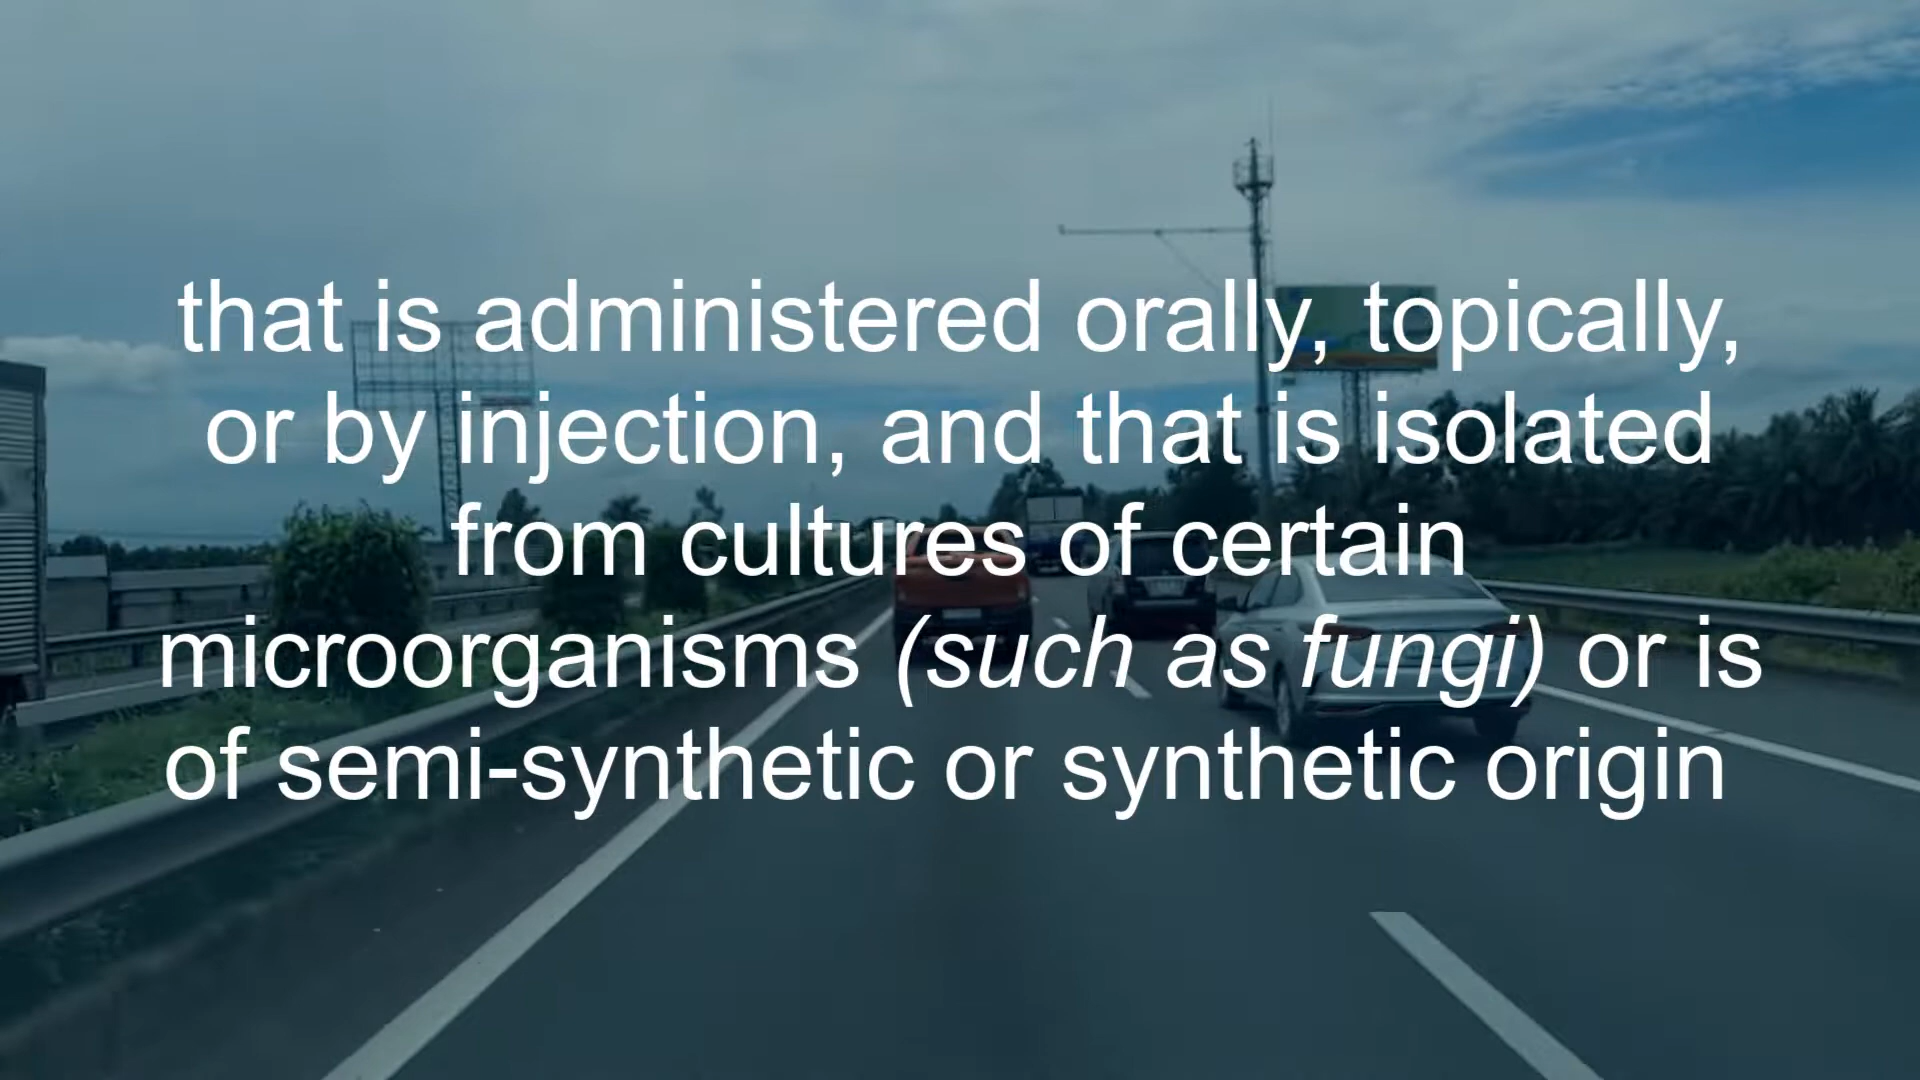 that is administered orally, topically,
or by injection, and that is isolated
from cultures of certain
microorganisms (such as fungi) or is
of semi-synthetic or synthetic origin